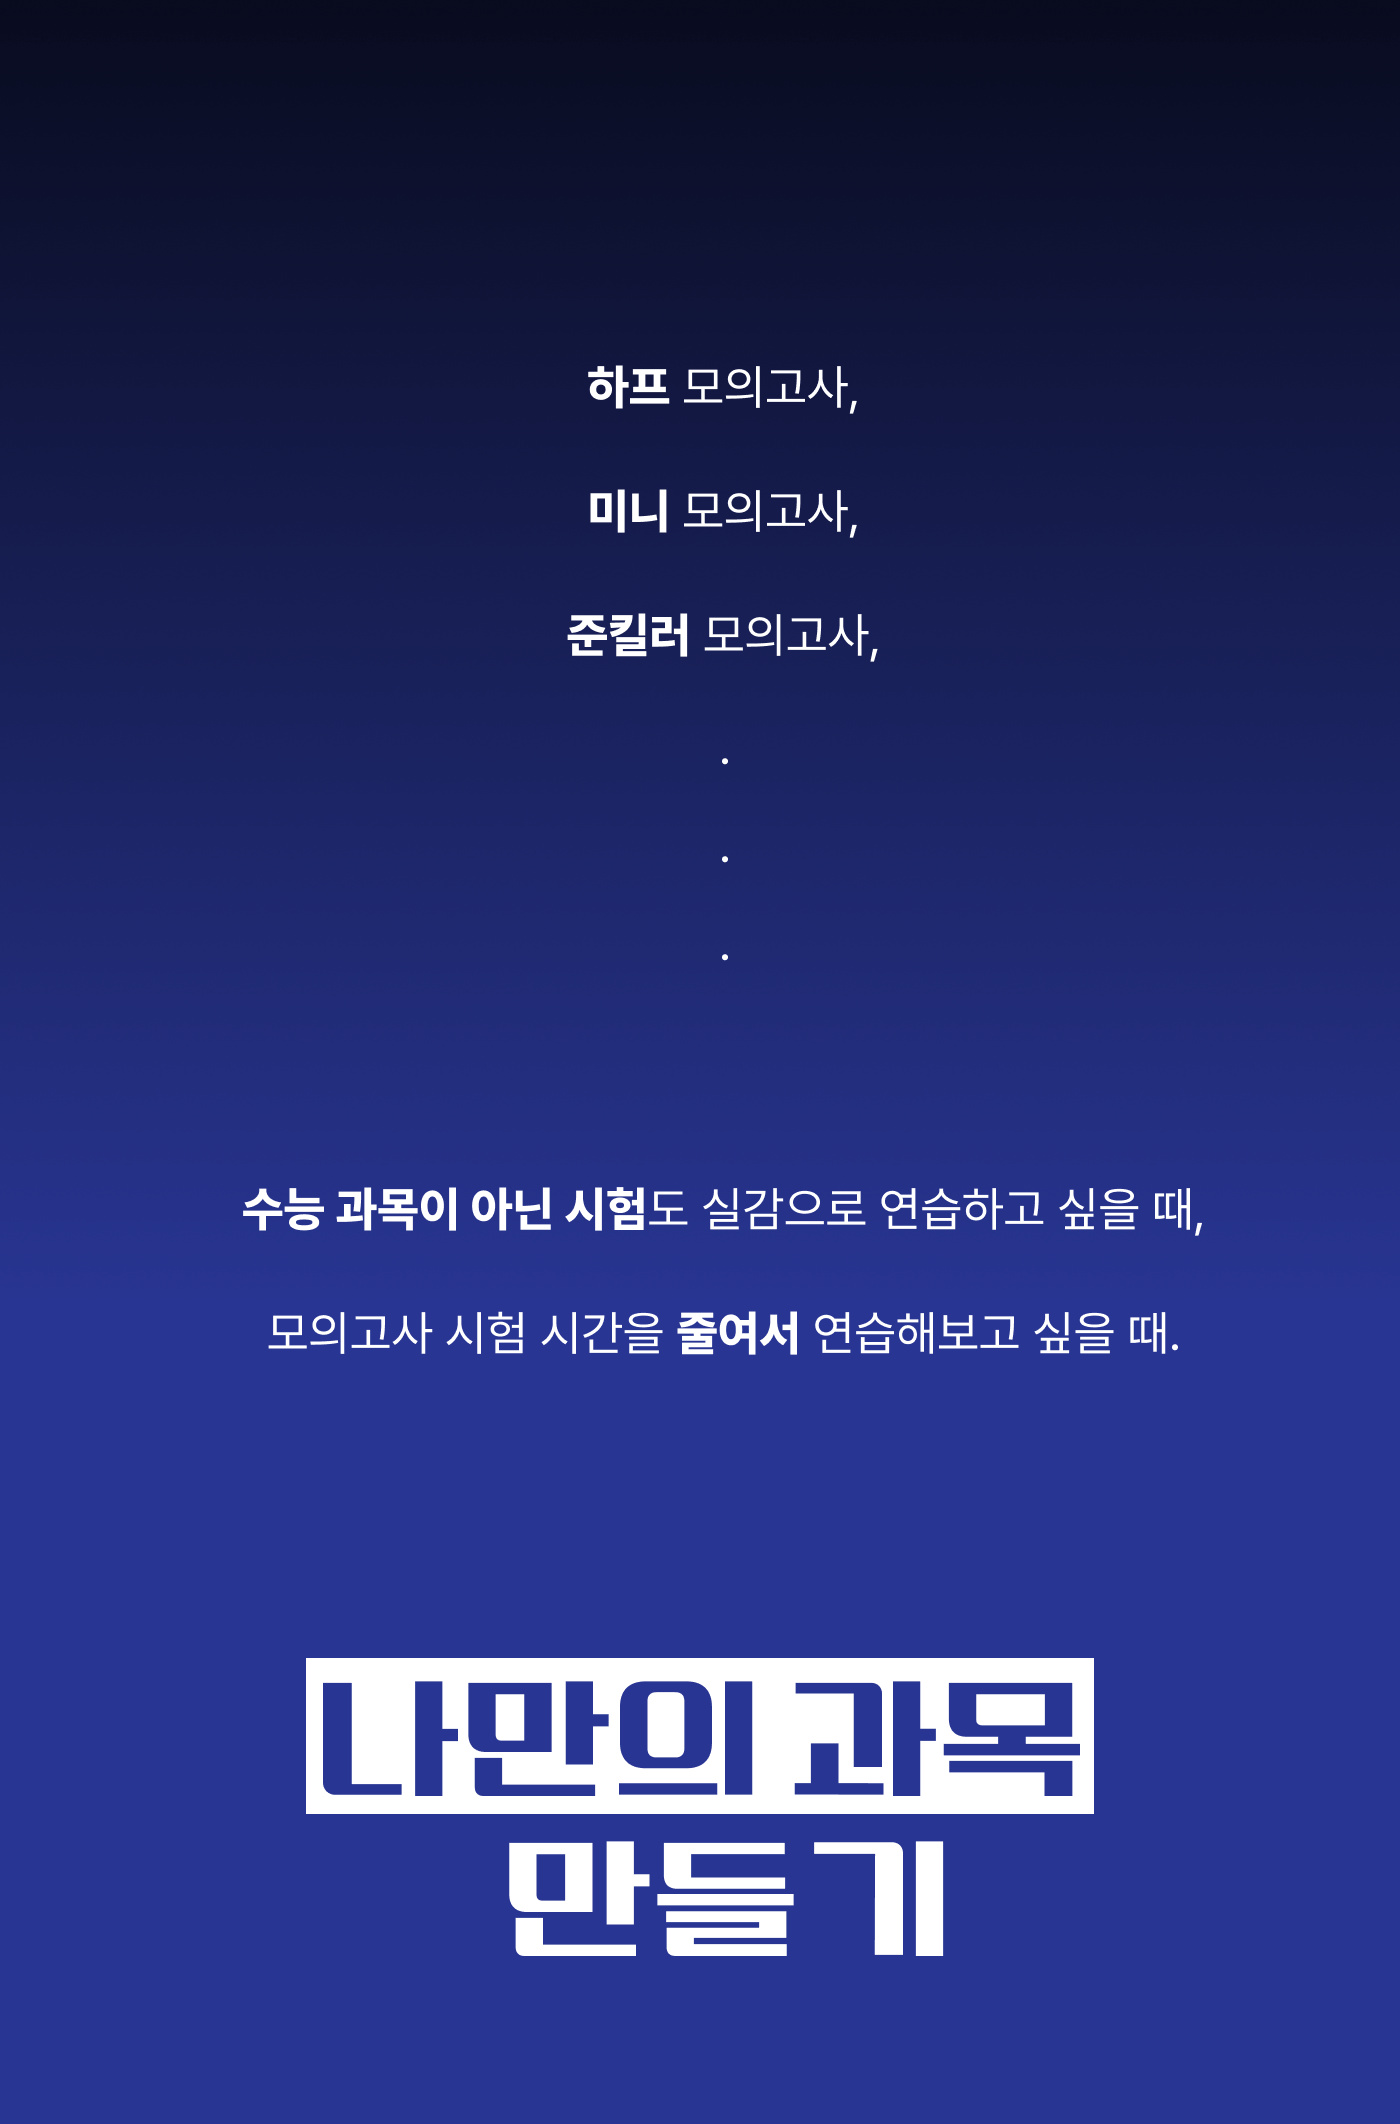 하프 모의고사,
미니 모의고사,
준킬러 모의고사,
.
.
.
수능 과목이 아닌 시험도 실감으로 연습하고 싶을 때,
모의고사 시험 시간을 줄여서 연습해보고 싶을 때.
나만의 과목
만들기